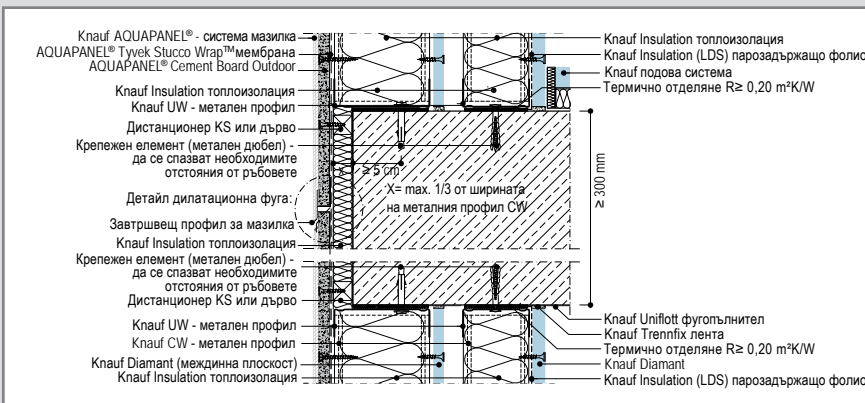 Knauf AQUAPANEL® - система мазилка
AQUAPANEL® Tyvek Stucco Wrap™мембрана
AQUAPANEL® Cement Board Outdoor
Knauf Insulation топлоизолация
Knauf UW - метален профил
Дистанционер KS или дърво
Крепежен елемент (метален дюбел) -
да се спазват необходимите
отстояния от ръбовете
Детайл дилатационна фуга:
Завтршвещ профил за мазилка
Knauf Insulation топлоизолация
Крепежен елемент (метален дюбел) -
да се спазват необходимите
отстояния от ръбовете
Дистанционер KS или дърво
Knauf UW - метален профил
Knauf CW - метален профил
Knauf Diamant (междинна плоскост)
Knauf Insulation топлоизолация
x ≥ 5 cm
X= max. 1/3 от ширината
на металния профил CW
≥ 300 mm
Knauf Insulation топлоизолация
Knauf Insulation (LDS) парозадържащо фолио
Knauf подова система
Термично отделяне R≥ 0,20 m²K/W
Knauf Uniflott фугопълнител
Knauf Trennfix лента
Термично отделяне R≥ 0,20 m²K/W
Knauf Diamant
Knauf Insulation (LDS) парозадържащо фолио